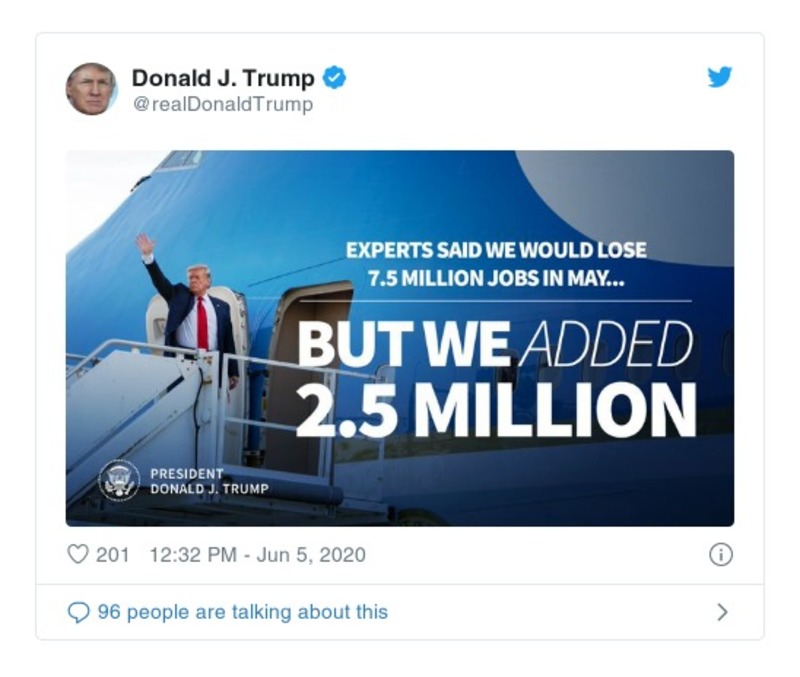 Donald J. Trump
@realDonaldTrump
EXPERTS SAID WE WOULD LOSE
7.5 MILLION JOBS IN MAY...
BUT WE ADDED
2.5 MILLION
PRESIDENT
DONALD J. TRUMP
201 12:32 PM - Jun 5, 2020
96 people are talking about this